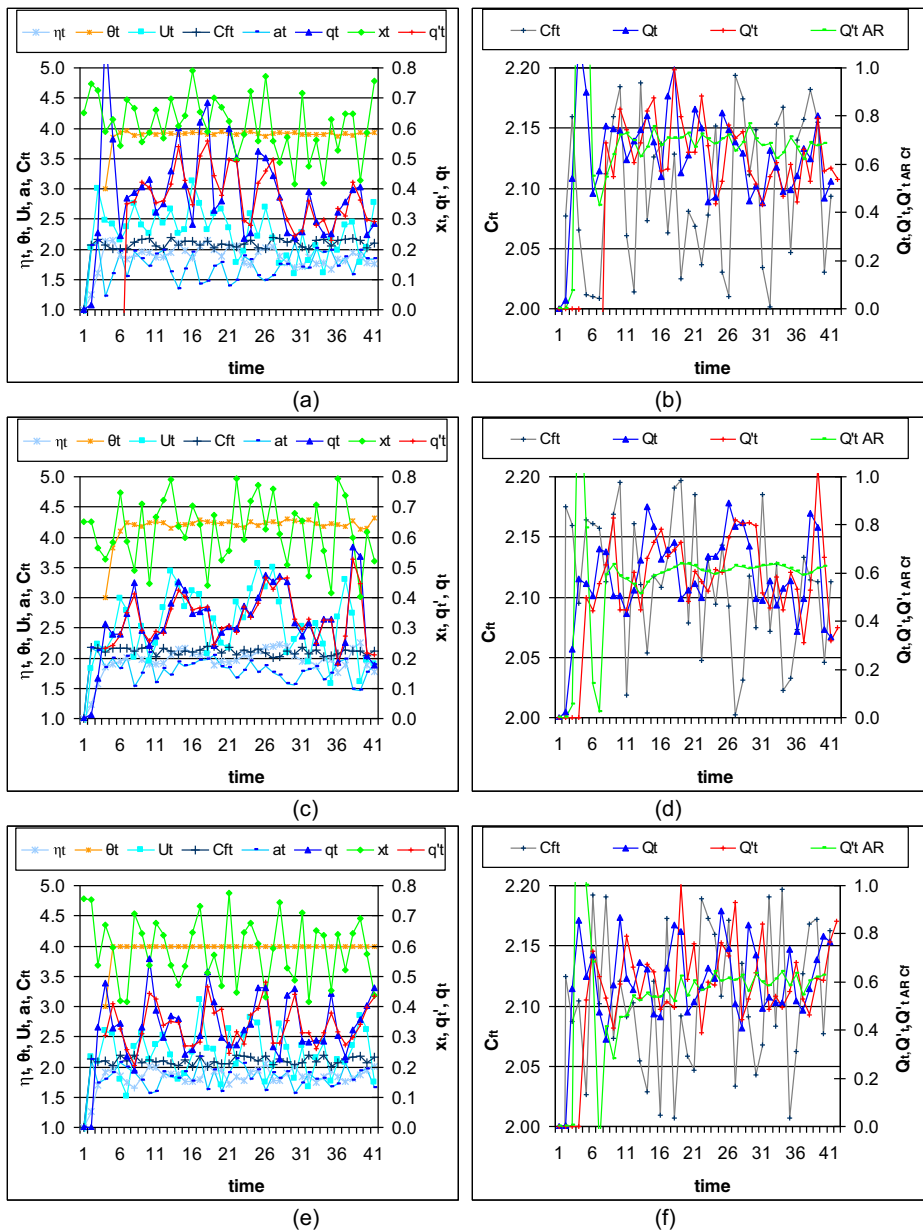 ηt θt Ut Cft at qt xt q't
5.0
4.5
4.0
3.5
3.0
2.5
2.0
1.5
1.0
0.8
0.7
0.6
0.5
0.4
0.3
0.2
0.1
0.0
1 6 11 16 21 26 31 36 41
ηt, θt, Ut, at, Cft
xt, qt', qt
time
(a)
Cft Qt Q't Q't AR
2.20
2.15
2.10
2.05
2.00
1.0
0.8
0.6
0.4
0.2
0.0
1 6 11 16 21 26 31 36 41
Cft
Qt,Q't,Q't AR Cf
time
(b)
ηt θt Ut Cft at qt xt q't
5.0
4.5
4.0
3.5
3.0
2.5
2.0
1.5
1.0
0.8
0.7
0.6
0.5
0.4
0.3
0.2
0.1
0.0
1 6 11 16 21 26 31 36 41
ηt, θt, Ut, at, Cft
xt, qt', qt
time
(c)
Cft Qt Q't Q't AR
2.20
2.15
2.10
2.05
2.00
1.0
0.8
0.6
0.4
0.2
0.0
1 6 11 16 21 26 31 36 41
Cft
Qt,Q't,Q't AR Cf
time
(d)
ηt θt Ut Cft at qt xt q't
5.0
4.5
4.0
3.5
3.0
2.5
2.0
1.5
1.0
0.8
0.7
0.6
0.5
0.4
0.3
0.2
0.1
0.0
1 6 11 16 21 26 31 36 41
ηt, θt, Ut, at, Cft
xt, qt', qt
time
(e)
Cft Qt Q't Q't AR
2.20
2.15
2.10
2.05
2.00
1.0
0.8
0.6
0.4
0.2
0.0
1 6 11 16 21 26 31 36 41
Cft
Qt,Q't,Q't AR Cf
time
(f)